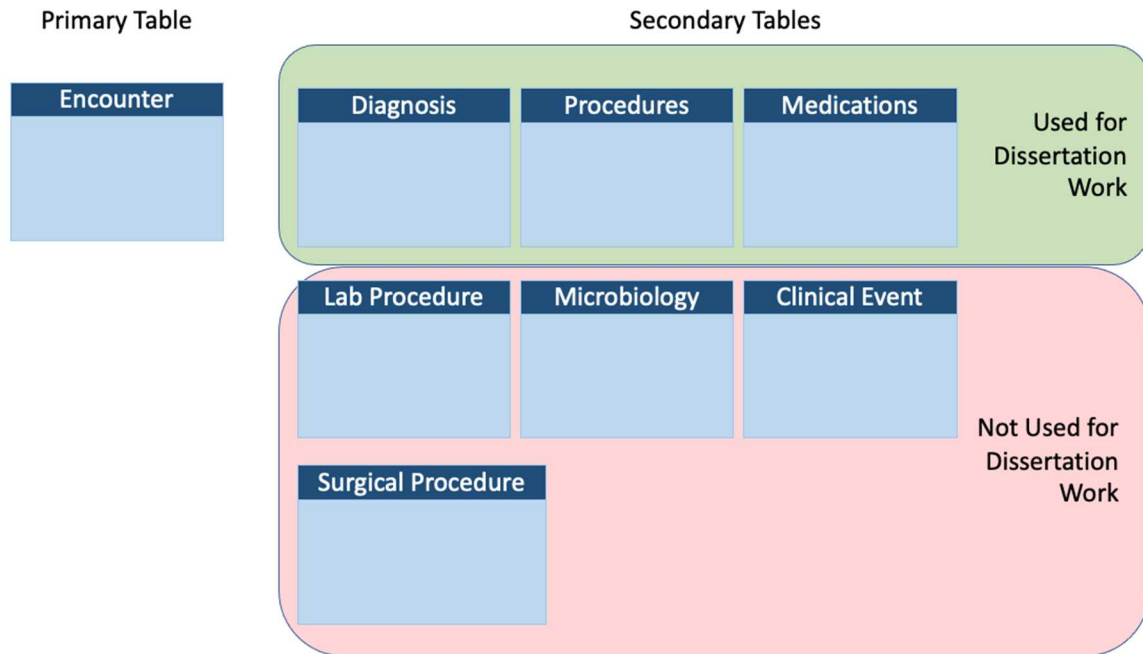 Primary Table
Secondary Tables
Encounter
Diagnosis
Procedures
Medications
Used for
Dissertation
Work
Lab Procedure
Microbiology
Clinical Event
Not Used for
Dissertation
Work
Surgical Procedure